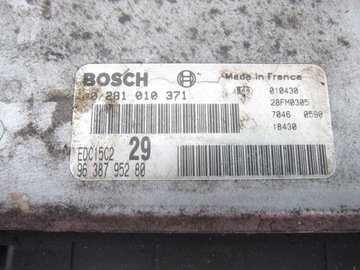 BOSCH
Made in France
0 281 010 371
010430
28FM0305
7046 0590
18430
EDC15C2 29
96 387 952 80